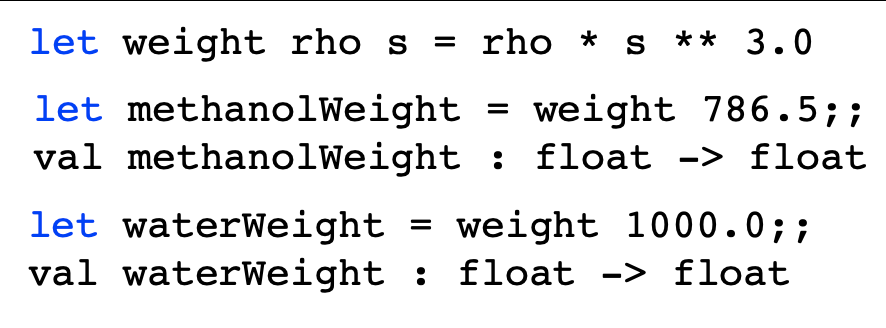 let weight rho s = rho * s ** 3.0
let methanolWeight = weight 786.5;;
val methanolWeight : float -> float
let waterWeight = weight 1000.0;;
val waterWeight : float -> float